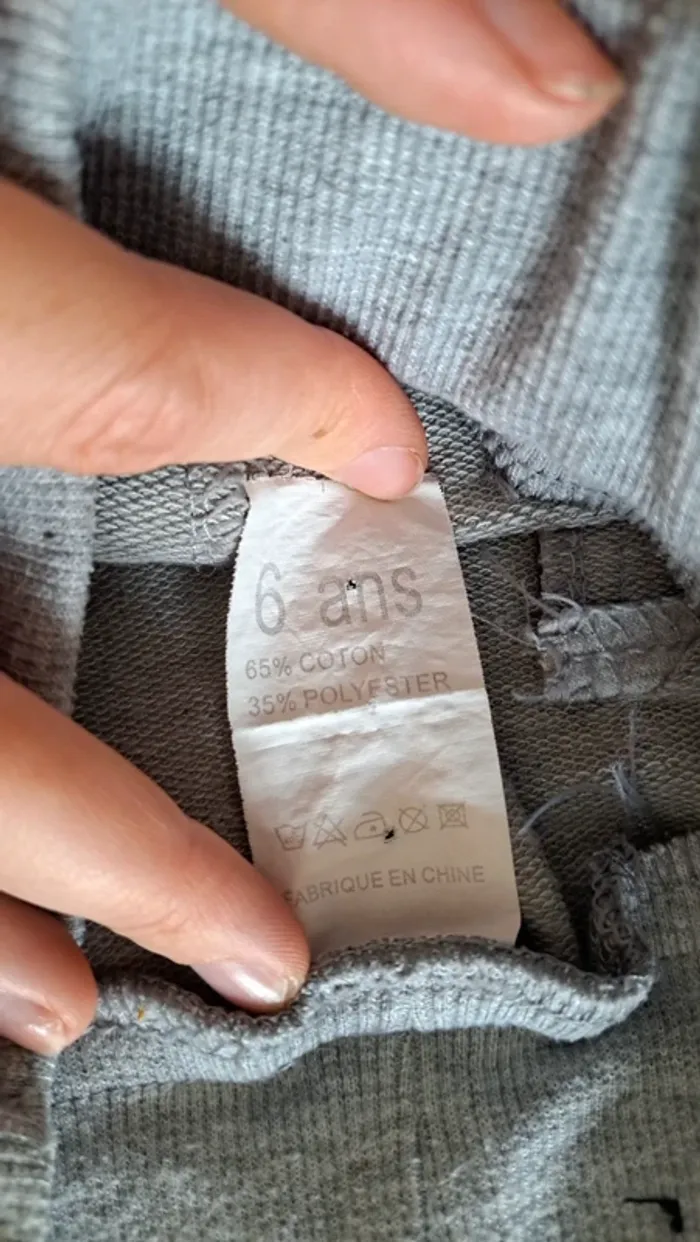 6 ans
65% COTON
35% POLYESTER
FABRIQUE EN CHINE